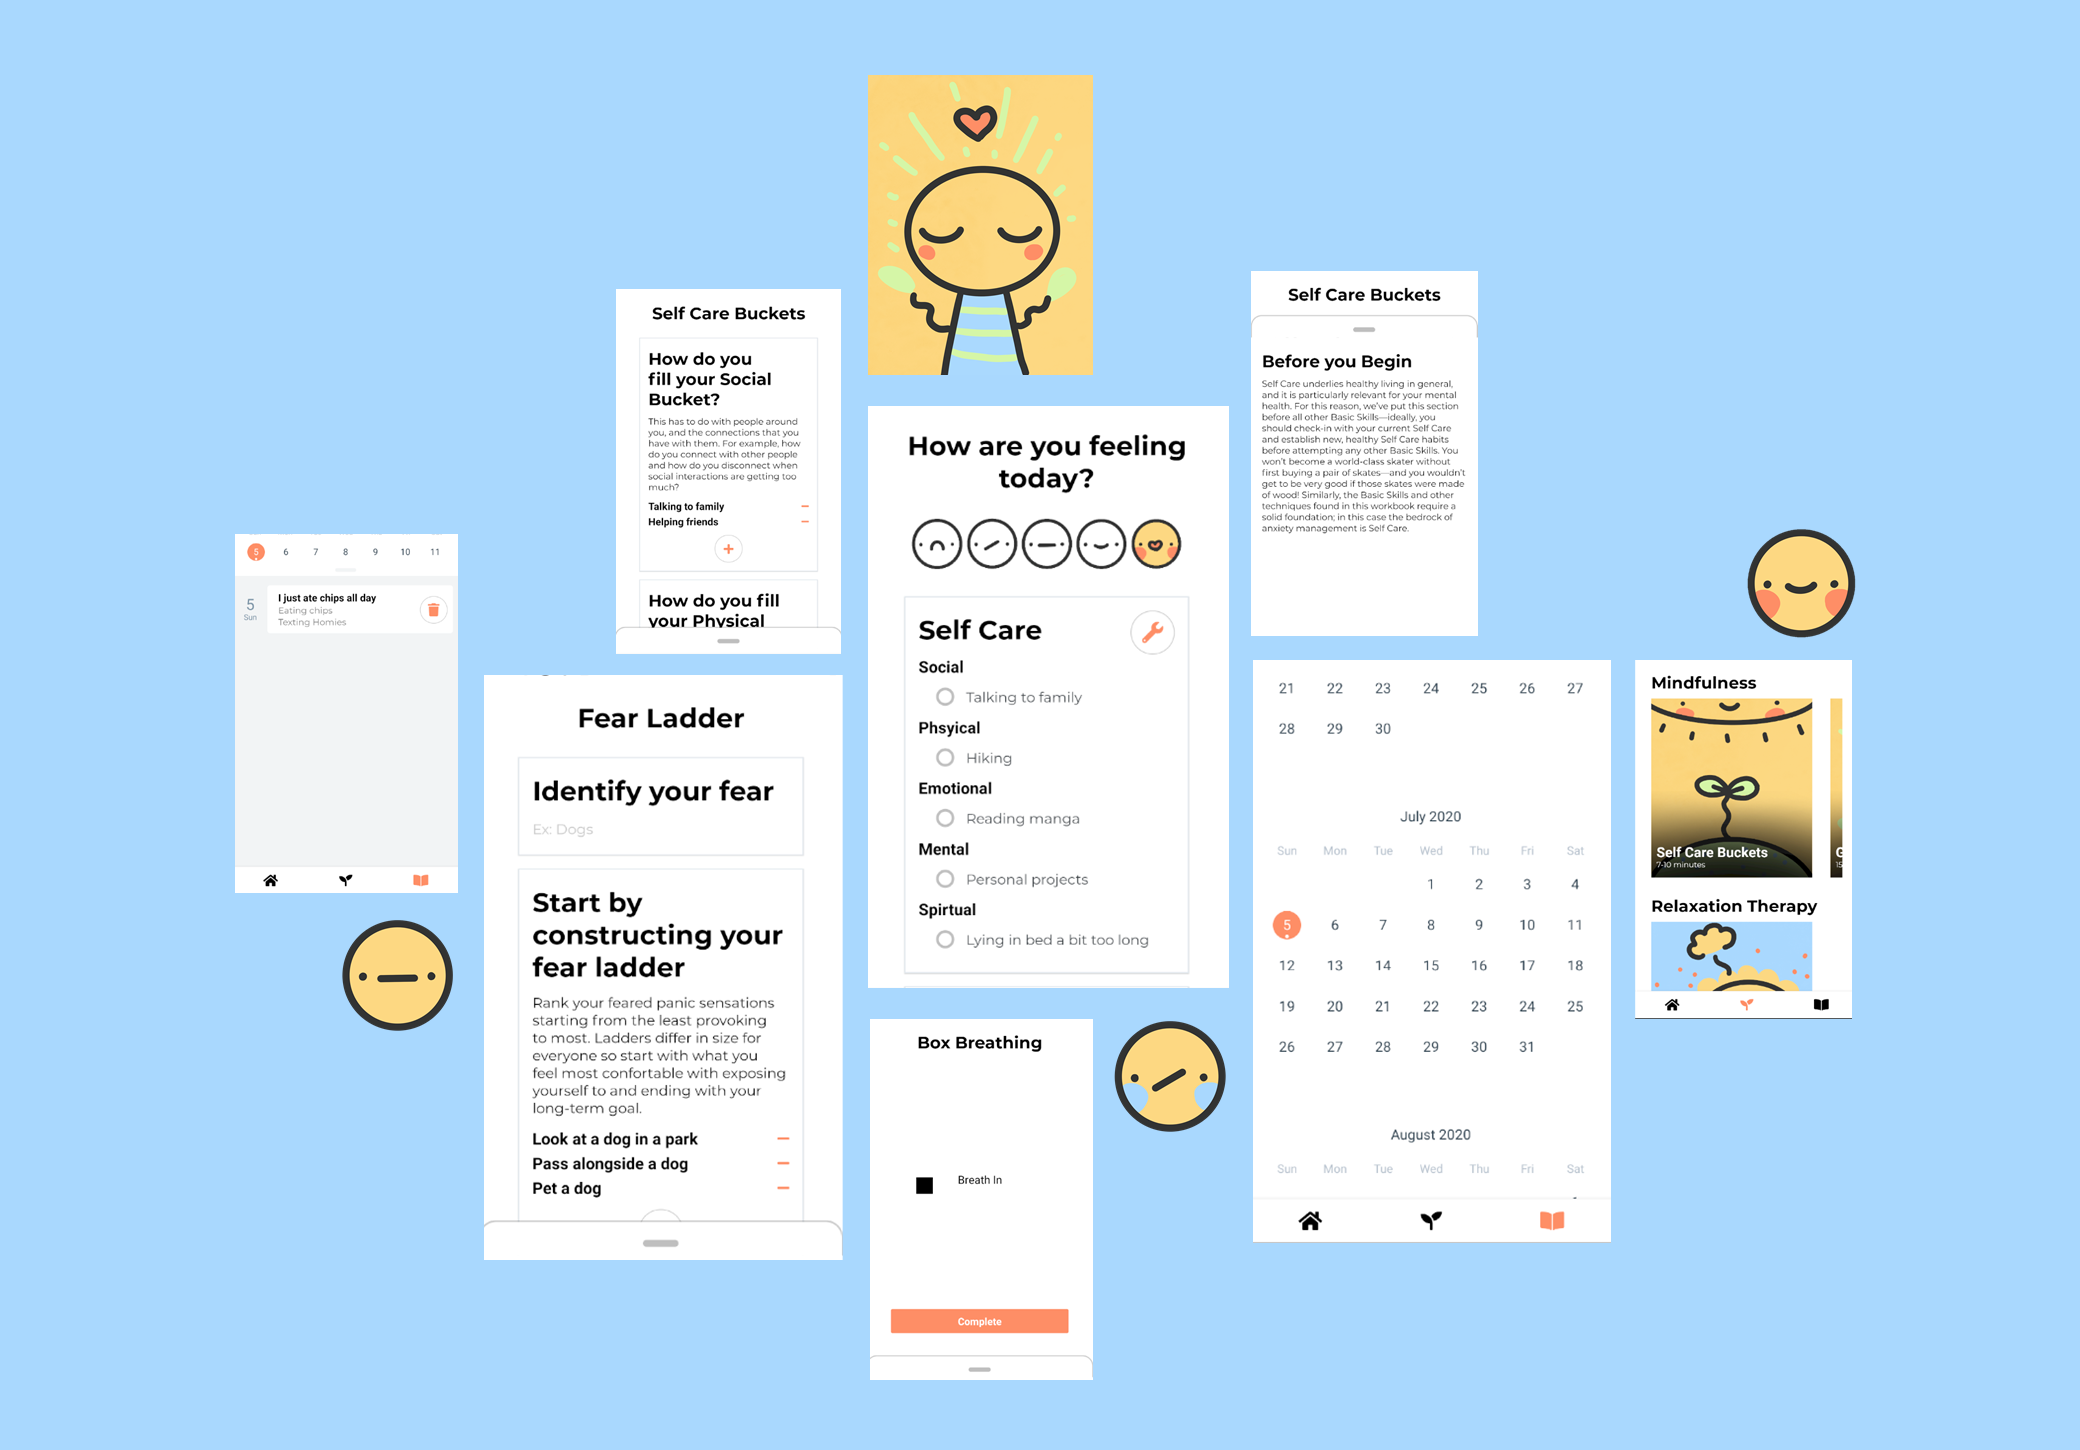 5 6 7 8 9 10 11
5
Sun
I just ate chips all day
Eating chips
Texting Homies
Self Care Buckets
How do you
fill your Social
Bucket?
This has to do with people around
you, and the connections that you
have with them. For example, how
do you connect with other people
and how do you disconnect when
social interactions are getting too
much?
Talking to family
Helping friends
How do you fill
your Physical
Fear Ladder
Identify your fear
Ex: Dogs
Start by
constructing your
fear ladder
Rank your feared panic sensations
starting from the least provoking
to most. Ladders differ in size for
everyone so start with what you
feel most confortable with exposing
yourself to and ending with your
long-term goal.
Look at a dog in a park
Pass alongside a dog
Pet a dog
How are you feeling
today?
Self Care
Social
Talking to family
Phsyical
Hiking
Emotional
Reading manga
Mental
Personal projects
Spirtual
Lying in bed a bit too long
Box Breathing
Breath In
Complete
Self Care Buckets
Before you Begin
Self Care underlies healthy living in general,
and it is particularly relevant for your mental
health. For this reason, we've put this section
before all other Basic Skills—ideally, you
should check-in with your current Self Care
and establish new, healthy Self Care habits
before attempting any other Basic Skills. You
won't become a world-class skater without
first buying a pair of skates—and you wouldn't
get to be very good if those skates were made
of wood! Similarly, the Basic Skills and other
techniques found in this workbook require a
solid foundation; in this case the bedrock of
anxiety management is Self Care.
21 22 23 24 25 26 27
28 29 30
July 2020
Sun Mon Tue Wed Thu Fri Sat
1 2 3 4
5 6 7 8 9 10 11
12 13 14 15 16 17 18
19 20 21 22 23 24 25
26 27 28 29 30 31
August 2020
Sun Mon Tue Wed Thu Fri Sat
Mindfulness
Self Care Buckets
7-10 minutes
Relaxation Therapy